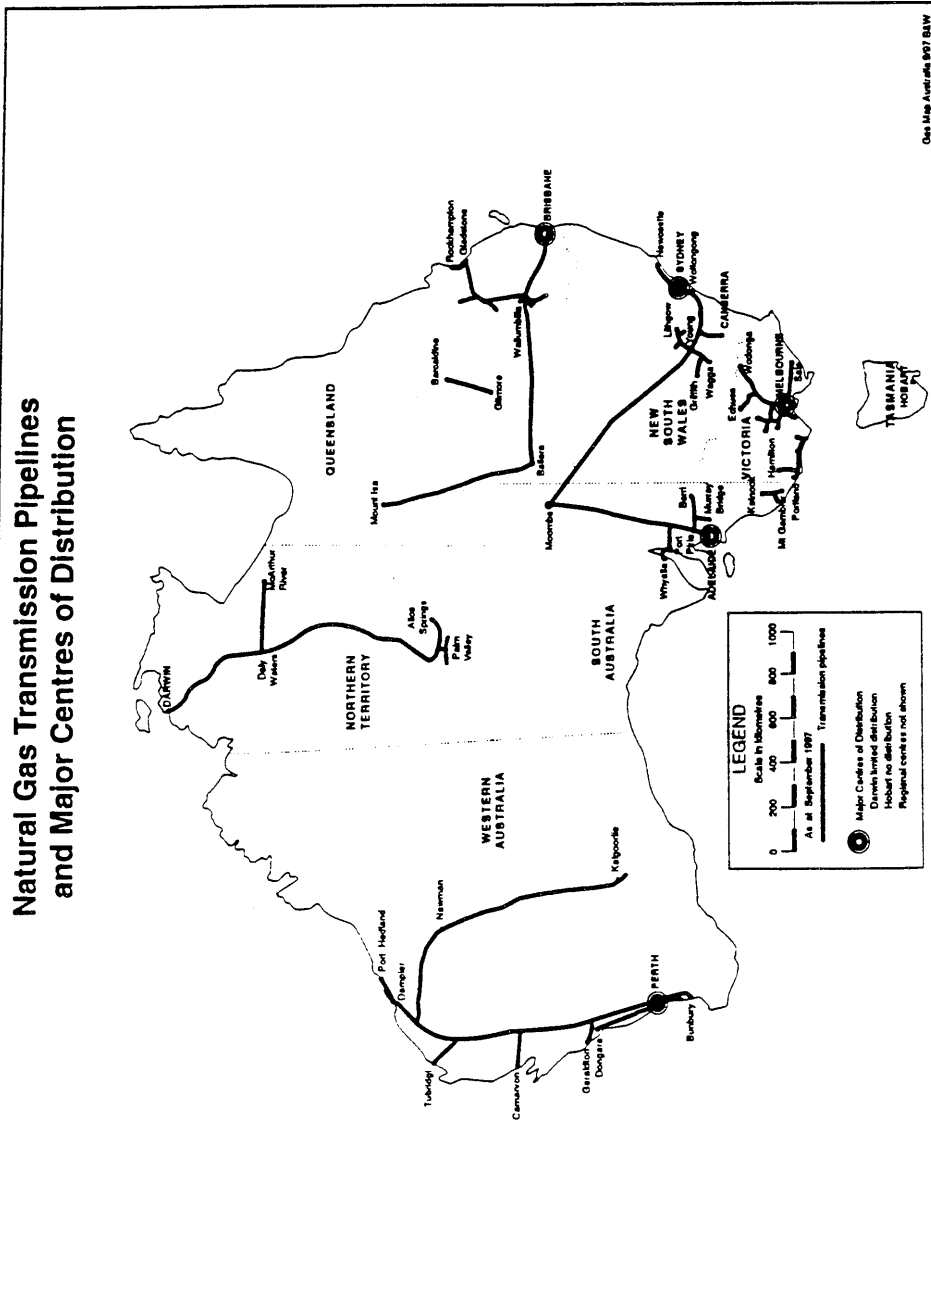 Natural Gas Transmission Pipelines
and Major Centres of Distribution
DARWIN
Daly
Waters
McArthur
River
NORTHERN
TERRITORY
Alice
Springs
Palm
Valley
QUEENSLAND
Mount Isa
Barcaldine
Gilmore
Rockhampton
Gladstone
Wallumbilla
BRISBANE
Ballera
Moomba
WESTERN
AUSTRALIA
Port Hedland
Dampier
Newman
Tubridgi
Carnarvon
Geraldton
Dongara
PERTH
Bunbury
Kalgoorlie
SOUTH
AUSTRALIA
Whyalla
Port
Pirie
Berri
Murray
Bridge
ADELAIDE
NEW
SOUTH
WALES
Newcastle
SYDNEY
Wollongong
Lithgow
Young
CANBERRA
Griffith
Wagga
VICTORIA
Echuca
Wodonga
MELBOURNE
Sale
Hamilton
Katnook
Mt Gambier
Portland
TASMANIA
HOBART
LEGEND
Scale in kilometres
0 200 400 600 800 1000
As at September 1997
Transmission pipelines
Major Centres of Distribution
Darwin limited distribution
Hobart no distribution
Regional centres not shown
Gas Map Australia 9/97 B&W